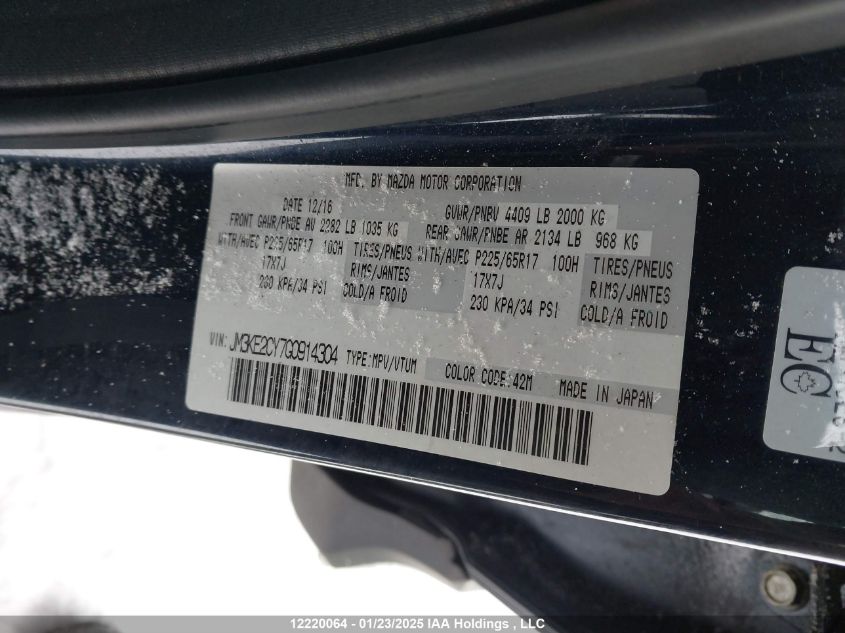 MFD. BY MAZDA MOTOR CORPORATION
DATE 12/16 GVWR/PNBV 4409 LB 2000 KG
FRONT GAWR/PNBE AV 2282 LB 1035 KG REAR GAWR/PNBE AR 2134 LB 968 KG
WITH/AVEC P225/65R17 100H TIRES/PNEUS WITH/AVEC P225/65R17 100H TIRES/PNEUS
17X7J RIMS/JANTES 17X7J RIMS/JANTES
230 KPA/34 PSI COLD/A FROID 230 KPA/34 PSI COLD/A FROID
VIN: JM3KE2CY7G0914304 TYPE:MPV/VTUM COLOR CODE:42M MADE IN JAPAN
EC
12220064 - 01/23/2025 IAA Holdings , LLC